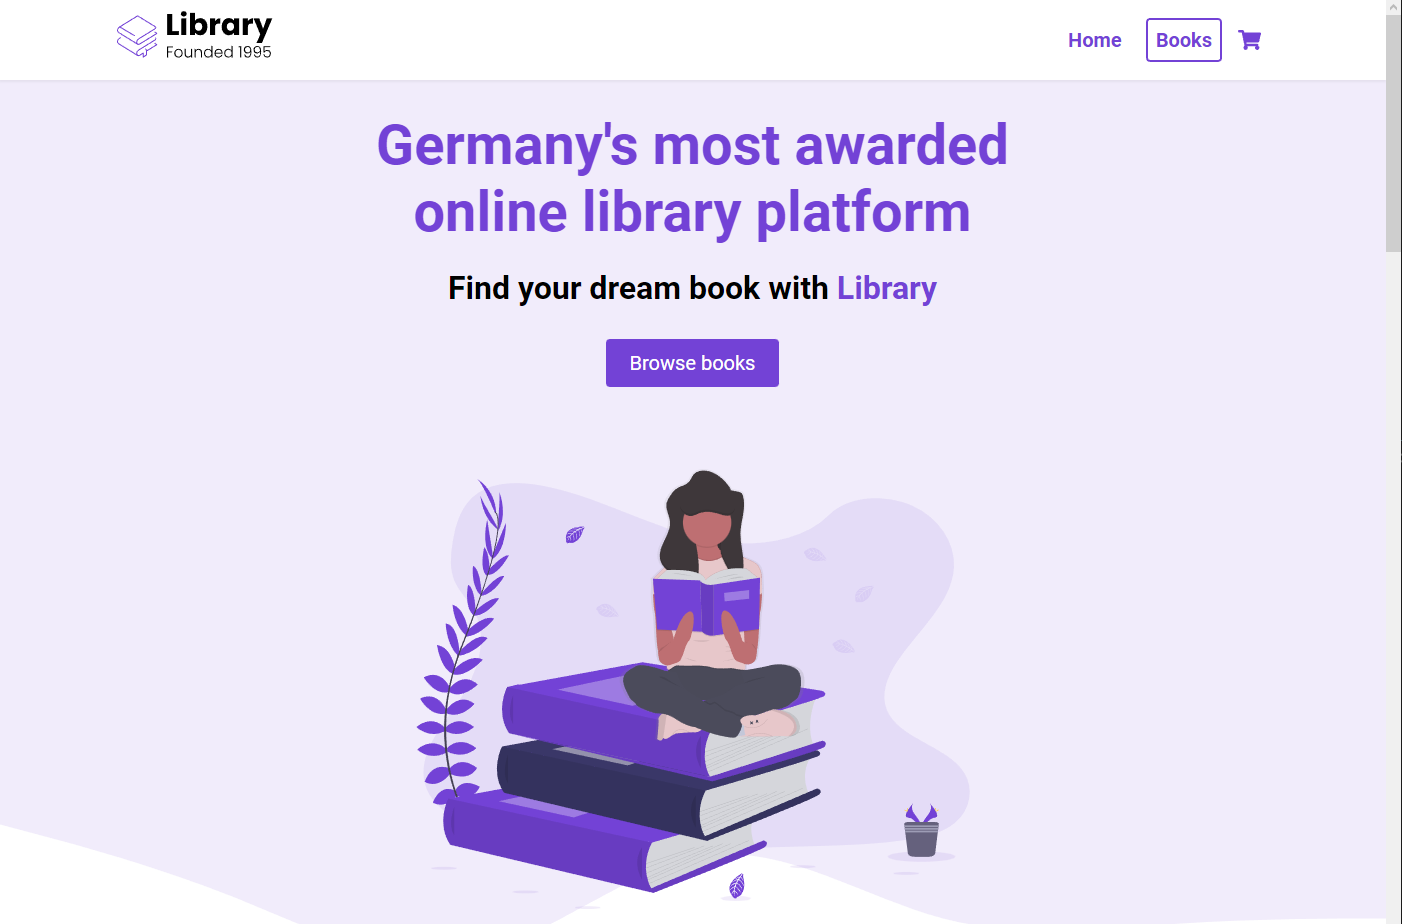 Library
Founded 1995
Home
Books
Germany's most awarded
online library platform
Find your dream book with Library
Browse books